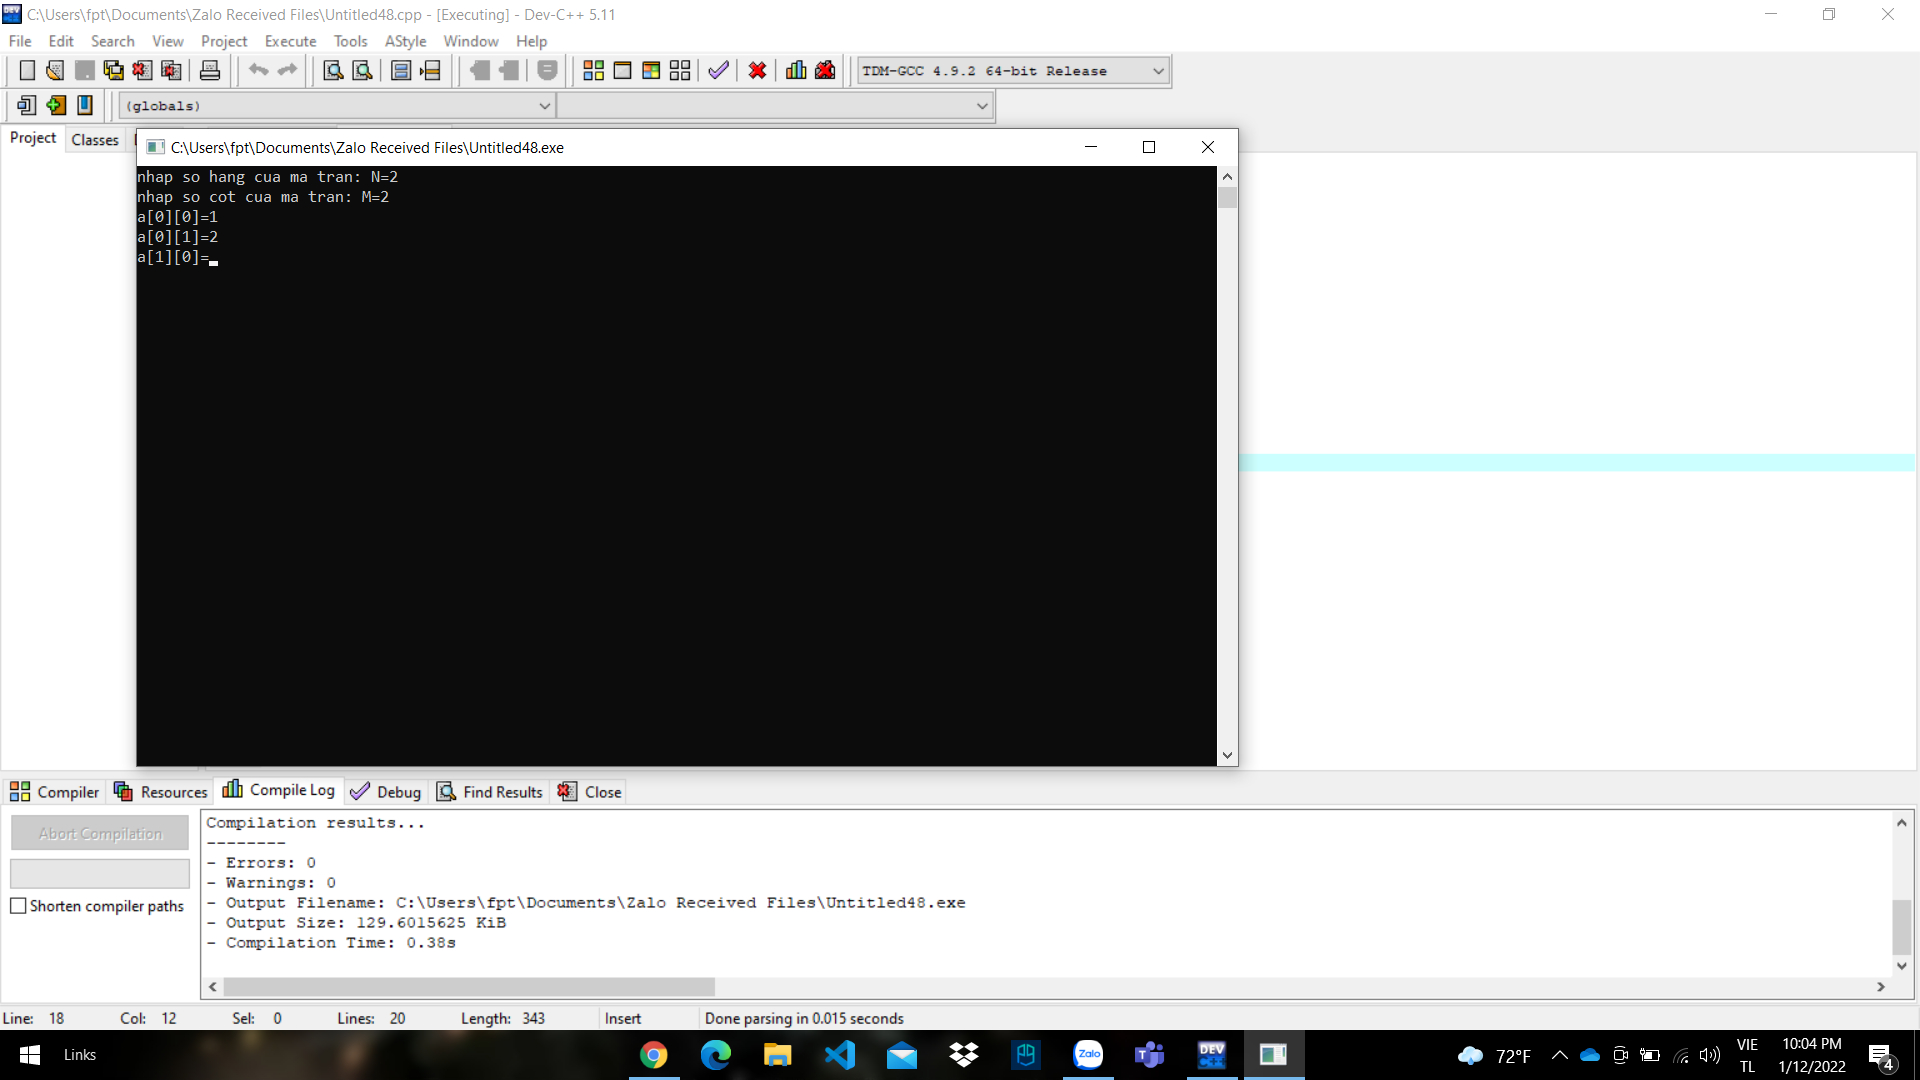 C:\Users\fpt\Documents\Zalo Received Files\Untitled48.cpp - [Executing] - Dev-C++ 5.11
File Edit Search View Project Execute Tools AStyle Window Help
TDM-GCC 4.9.2 64-bit Release
(globals)
Project Classes
C:\Users\fpt\Documents\Zalo Received Files\Untitled48.exe
nhap so hang cua ma tran: N=2
nhap so cot cua ma tran: M=2
a[0][0]=1
a[0][1]=2
a[1][0]=
Compiler Resources Compile Log Debug Find Results Close
Abort Compilation
Shorten compiler paths
Compilation results...
--------
- Errors: 0
- Warnings: 0
- Output Filename: C:\Users\fpt\Documents\Zalo Received Files\Untitled48.exe
- Output Size: 129.6015625 KiB
- Compilation Time: 0.38s
Line: 18 Col: 12 Sel: 0 Lines: 20 Length: 343 Insert Done parsing in 0.015 seconds
Links
Zalo
DEV
72°F
VIE
TL
10:04 PM
1/12/2022
4